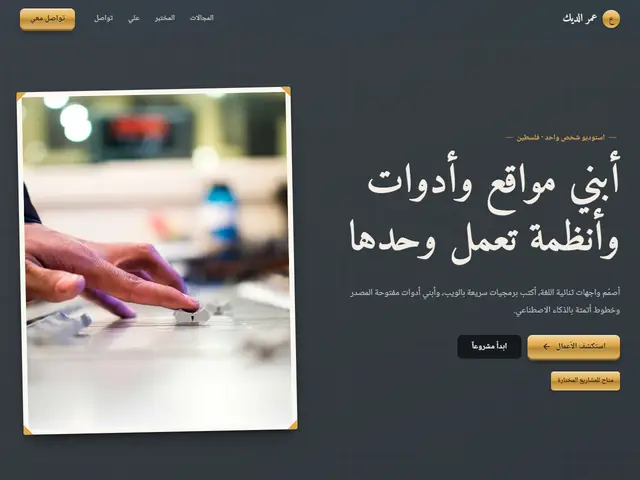 عمر الديك
ع
المجالات
المختبر
علي
تواصل
تواصل معي
استوديو شخص واحد · فلسطين
أبني مواقع وأدوات
وأنظمة تعمل وحدها
أصمّم واجهات ثنائية اللغة، أكتب برمجيات سريعة بالويب، وأبني أدوات مفتوحة المصدر
وخطوط أتمتة بالذكاء الاصطناعي.
استكشف الأعمال ←
ابدأ مشروعاً
متاح للمشاريع المختارة